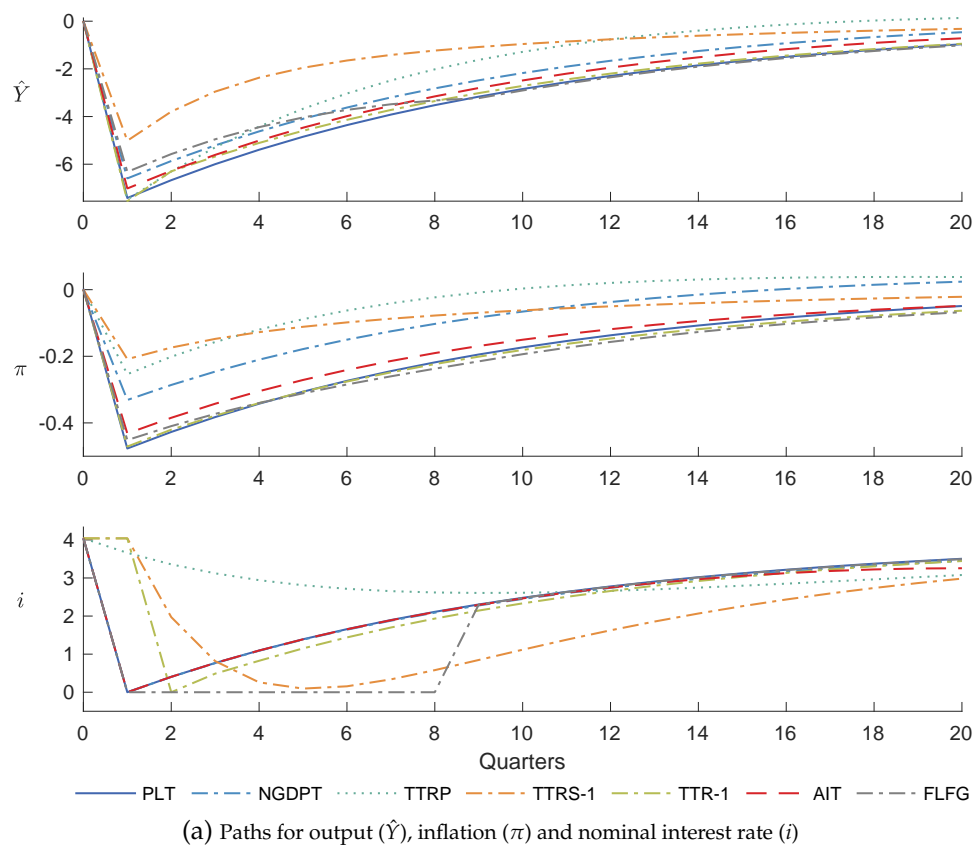 0
-2
-4
-6
Ŷ
0 2 4 6 8 10 12 14 16 18 20
0
-0.2
-0.4
π
0 2 4 6 8 10 12 14 16 18 20
4
3
2
1
0
i
0 2 4 6 8 10 12 14 16 18 20
Quarters
PLT NGDPT TTRP TTRS-1 TTR-1 AIT FLFG
(a) Paths for output (Ŷ), inflation (π) and nominal interest rate (i)